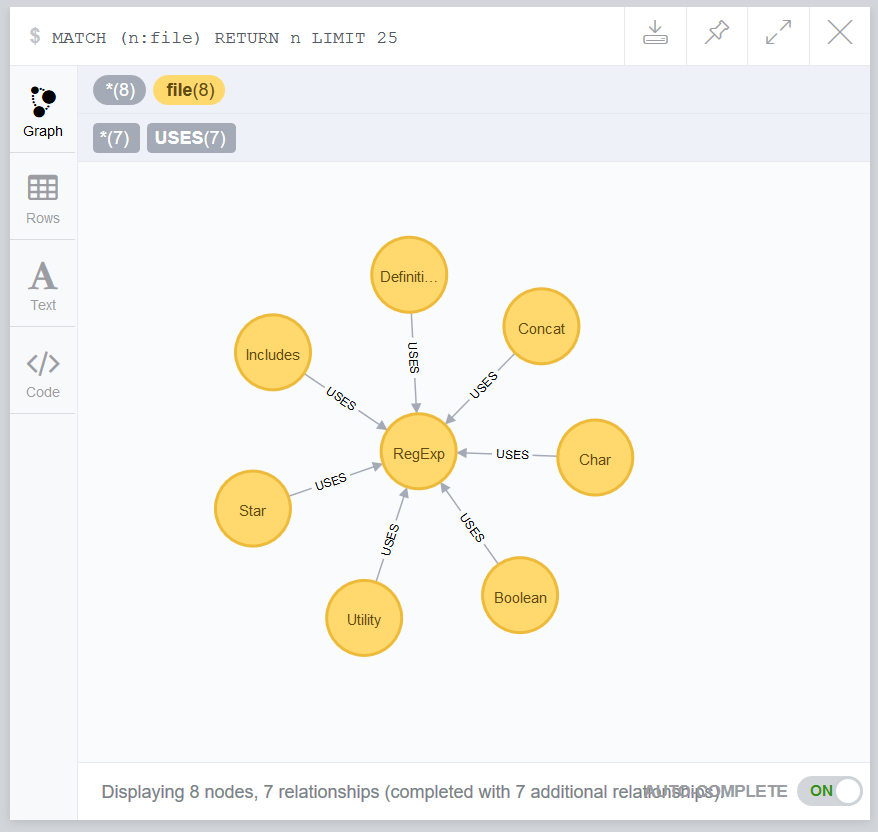 $ MATCH (n:file) RETURN n LIMIT 25
*(8) file(8)
Graph
*(7) USES(7)
Rows
A
Text
</>
Code
Definiti...
Concat
Includes
USES
USES
USES
RegExp
USES
Char
Star
USES
USES
USES
Boolean
Utility
Displaying 8 nodes, 7 relationships (completed with 7 additional relationships).
AUTO-COMPLETE ON